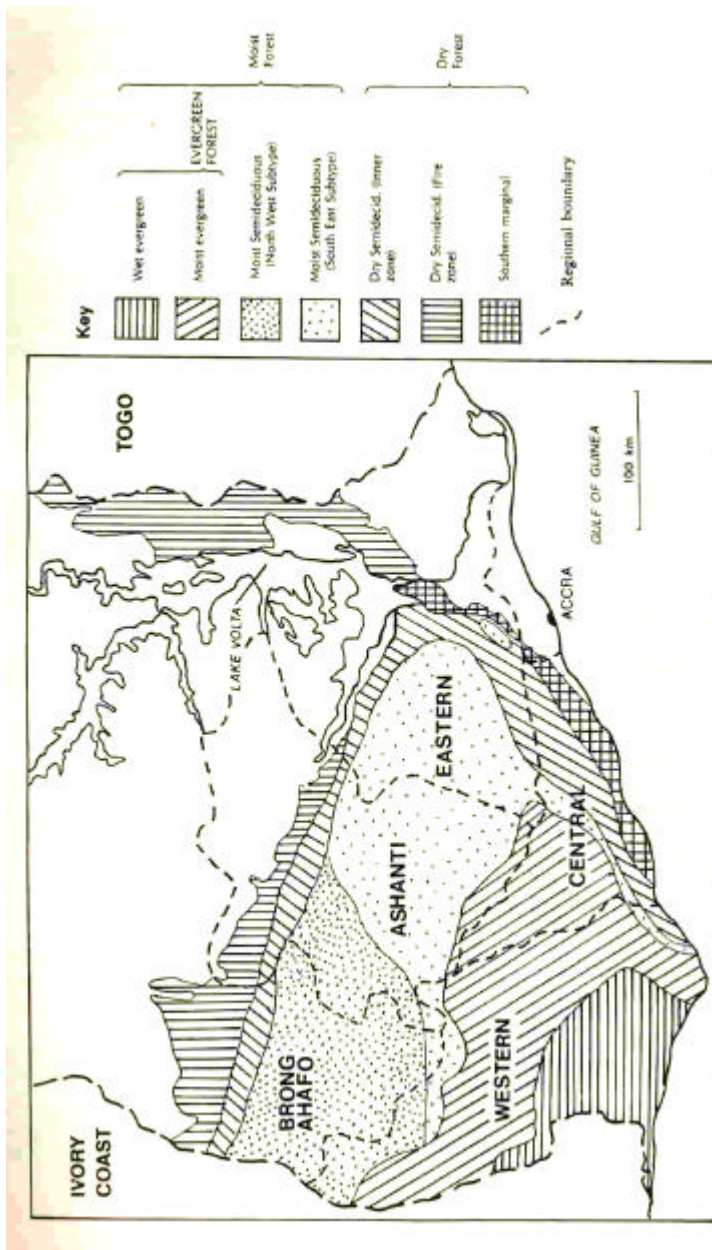 IVORY
COAST
TOGO
LAKE VOLTA
BRONG
AHAFO
ASHANTI
EASTERN
WESTERN
CENTRAL
ACCRA
GULF OF GUINEA
100 km
Key
Wet evergreen
Moist evergreen
EVERGREEN
FOREST
Moist Semideciduous
(North West Subtype)
Moist Semideciduous
(South East Subtype)
Moist
Forest
Dry Semidecid. (Inner
zone)
Dry Semidecid. (Fire
zone)
Southern marginal
Dry
Forest
Regional boundary